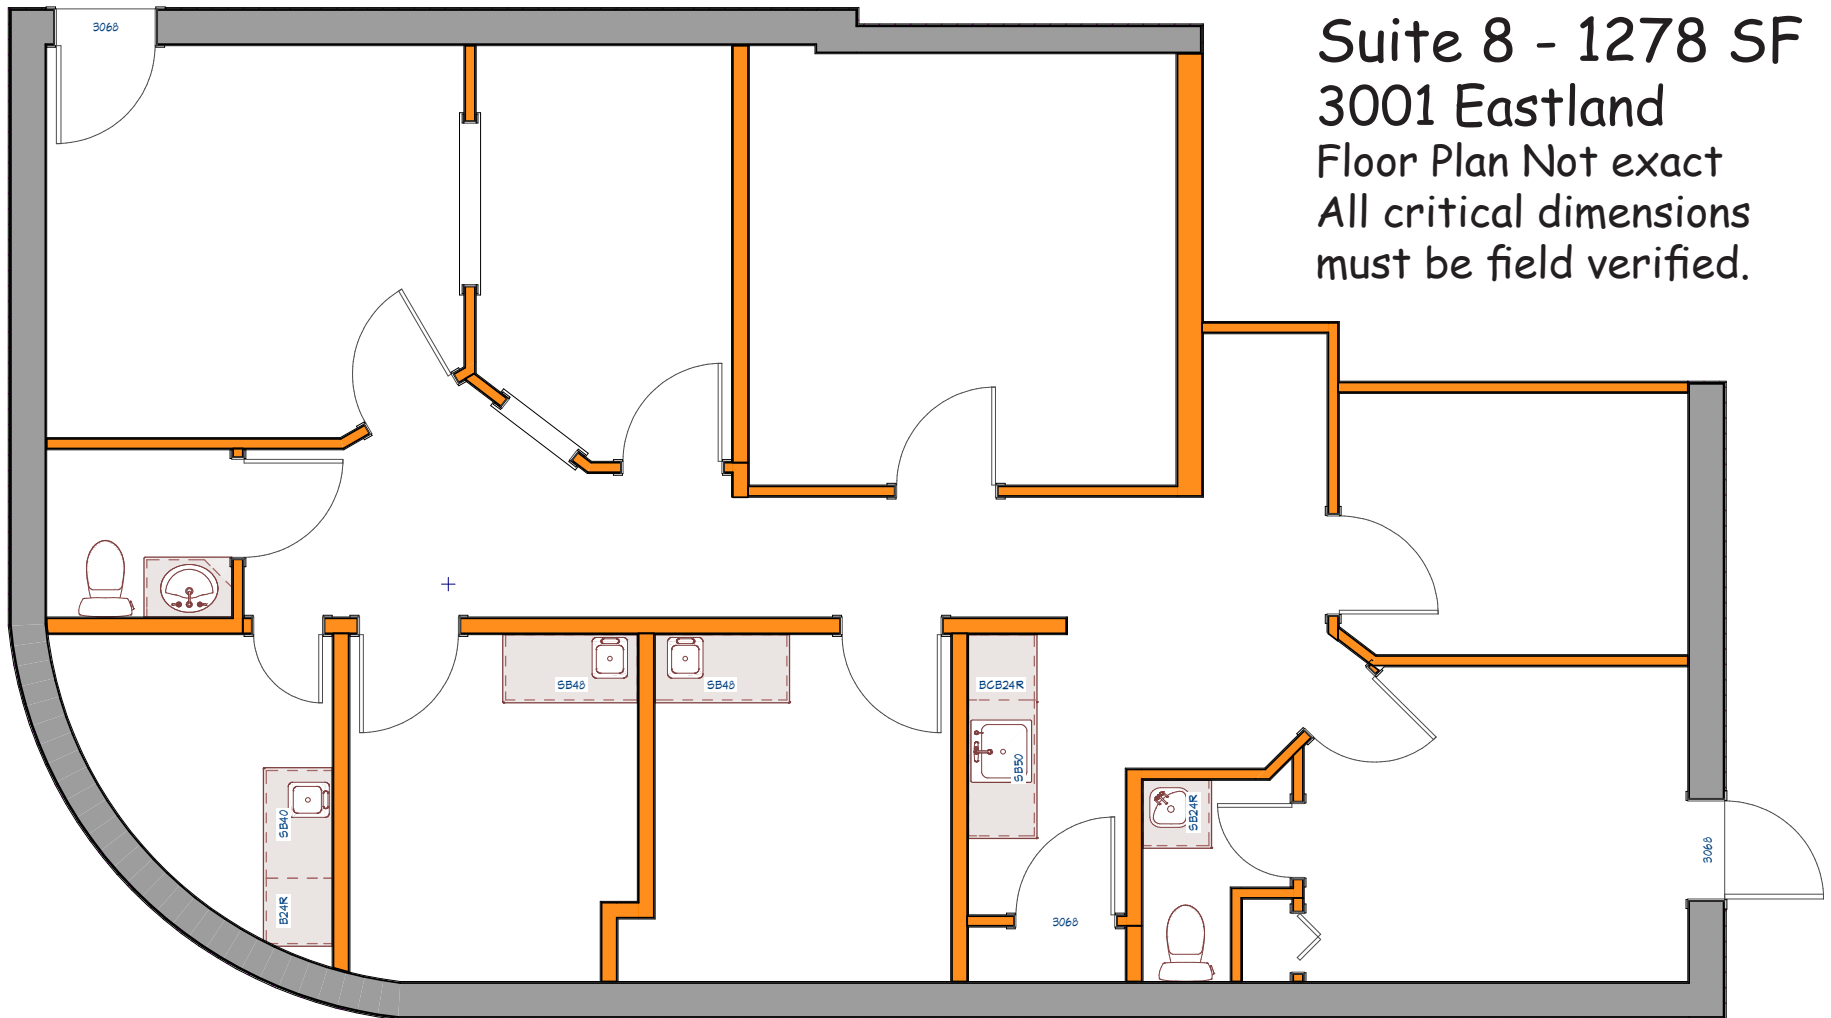 3068
Suite 8 - 1278 SF
3001 Eastland
Floor Plan Not exact
All critical dimensions
must be field verified.
SB48
SB48
BCB24R
SB50
SB40
SB24R
3068
B24R
3068